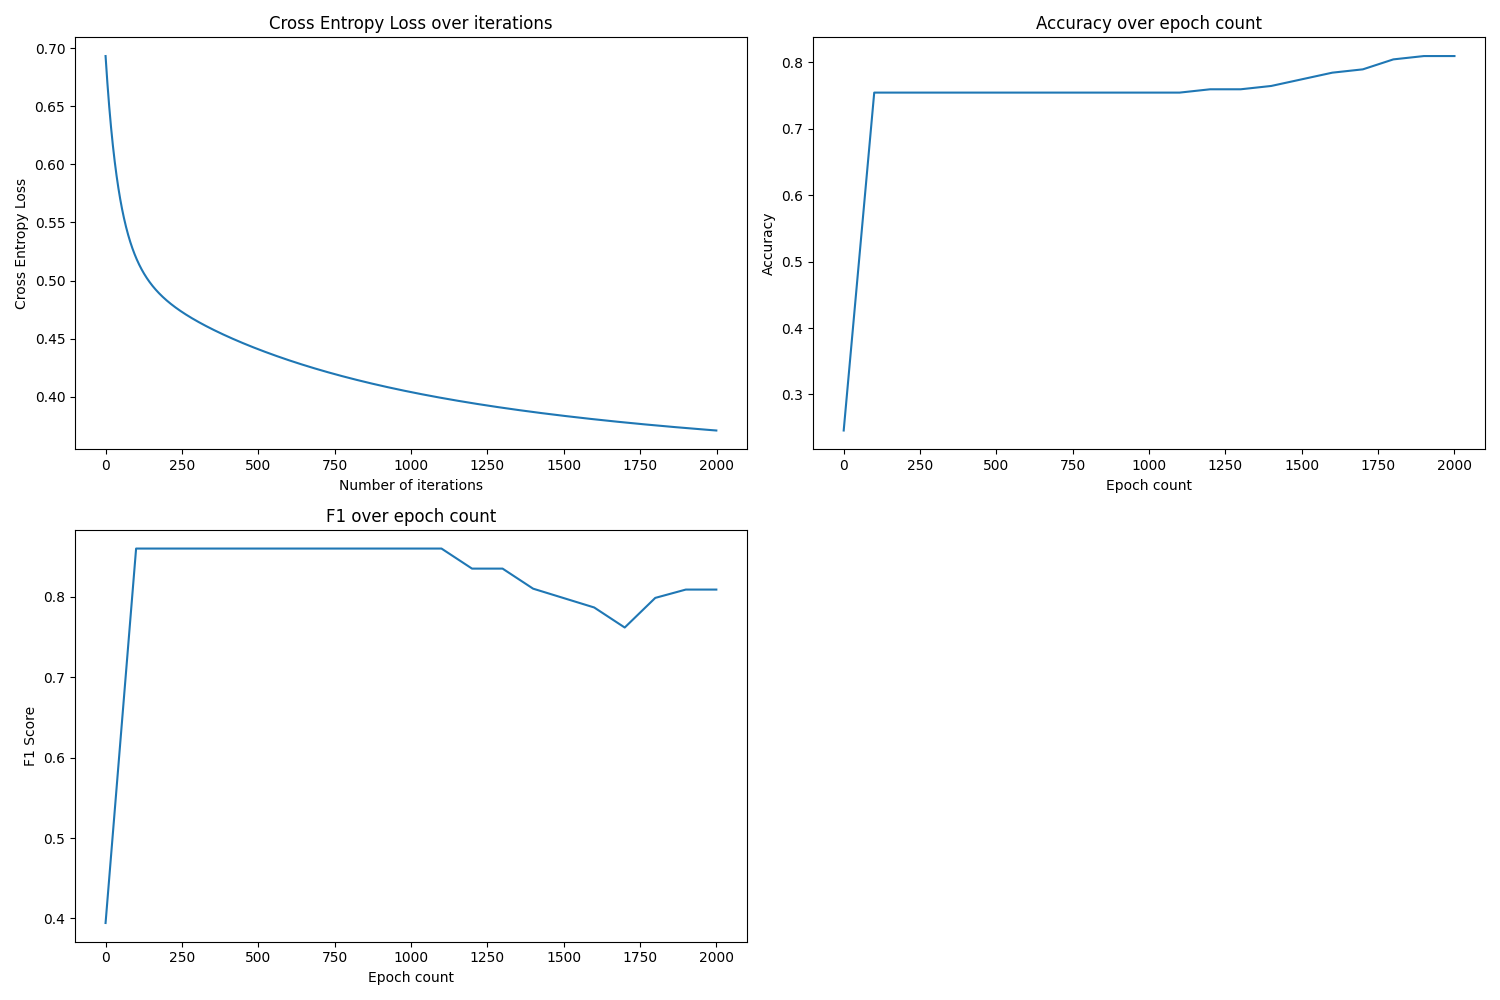 Cross Entropy Loss over iterations
0.70
0.65
0.60
0.55
0.50
0.45
0.40
Cross Entropy Loss
0 250 500 750 1000 1250 1500 1750 2000
Number of iterations
Accuracy over epoch count
0.8
0.7
0.6
0.5
0.4
0.3
Accuracy
0 250 500 750 1000 1250 1500 1750 2000
Epoch count
F1 over epoch count
0.8
0.7
0.6
0.5
0.4
F1 Score
0 250 500 750 1000 1250 1500 1750 2000
Epoch count